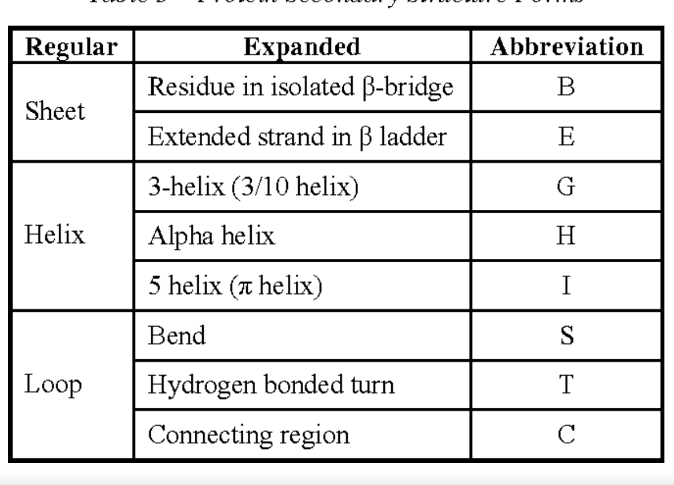 Table 3 – Protein Secondary Structure Forms
Regular Expanded Abbreviation
Sheet
Residue in isolated β-bridge B
Extended strand in β ladder E
Helix
3-helix (3/10 helix) G
Alpha helix H
5 helix (π helix) I
Loop
Bend S
Hydrogen bonded turn T
Connecting region C